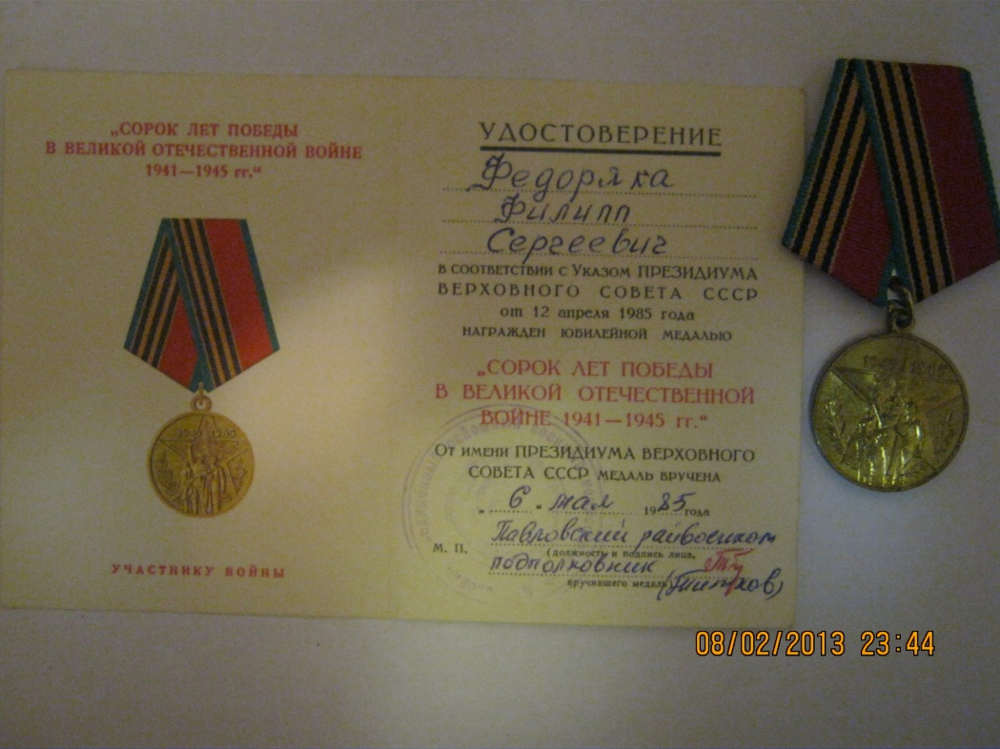 „СОРОК ЛЕТ ПОБЕДЫ
В ВЕЛИКОЙ ОТЕЧЕСТВЕННОЙ ВОЙНЕ
1941—1945 гг.“
УЧАСТНИКУ ВОЙНЫ
УДОСТОВЕРЕНИЕ
Федоряка
Филипп
Сергеевич
В СООТВЕТСТВИИ С УКАЗОМ ПРЕЗИДИУМА
ВЕРХОВНОГО СОВЕТА СССР
от 12 апреля 1985 года
НАГРАЖДЕН ЮБИЛЕЙНОЙ МЕДАЛЬЮ
„СОРОК ЛЕТ ПОБЕДЫ
В ВЕЛИКОЙ ОТЕЧЕСТВЕННОЙ
ВОЙНЕ 1941—1945 гг.“
ОТ ИМЕНИ ПРЕЗИДИУМА ВЕРХОВНОГО
СОВЕТА СССР МЕДАЛЬ ВРУЧЕНА
„ 6 “ мая 1985 года
Павловский райвоенком
М. П. (должность и подпись лица,
подполковник
вручившего медаль)
1945 1985
08/02/2013 23:44